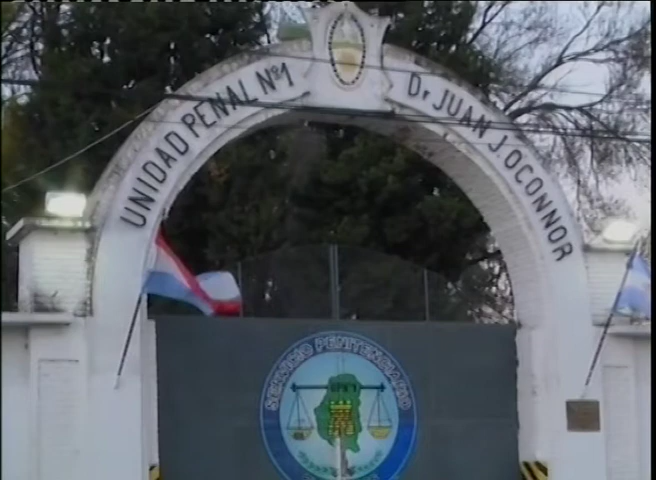 UNIDAD PENAL Nº1
Dr JUAN J. OCONNOR
SERVICIO PENITENCIARIO